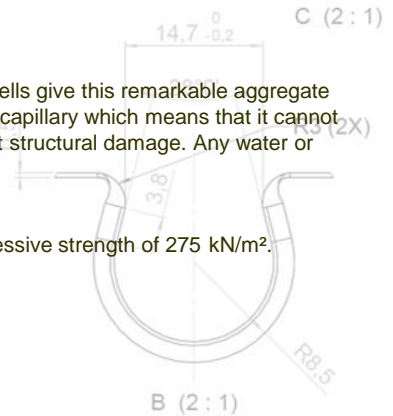 C (2 : 1)
14,7 0 -0,2
ells give this remarkable aggregate
capillary which means that it cannot
R3 (2X)
t structural damage. Any water or
3,8
essive strength of 275 kN/m².
R8,5
B (2 : 1)